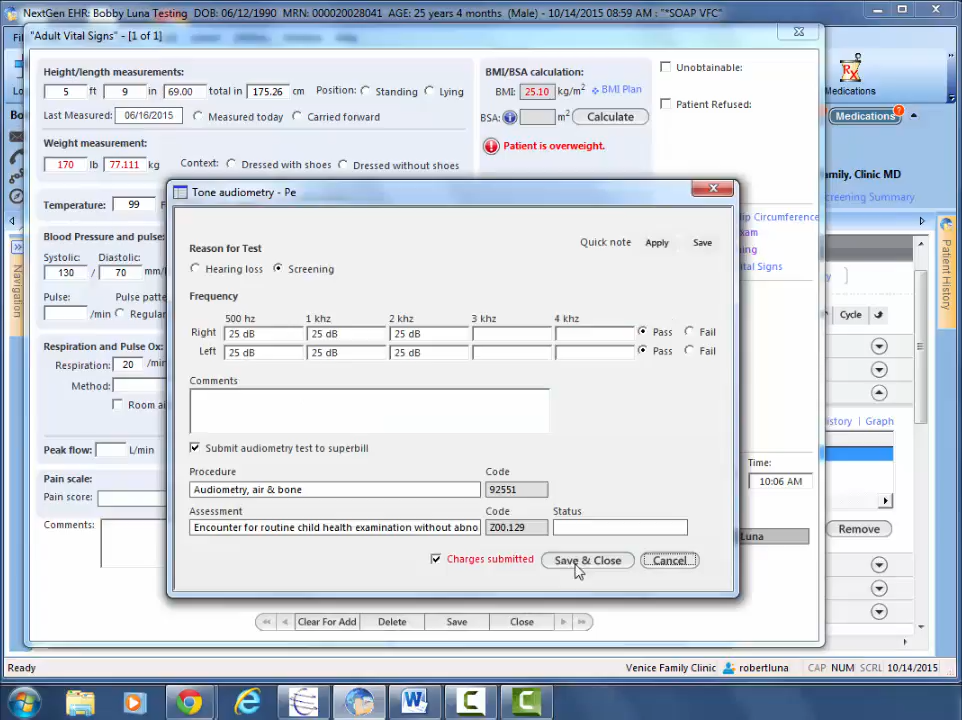 NextGen EHR: Bobby Luna Testing DOB: 06/12/1990 MRN: 000020028041 AGE: 25 years 4 months (Male) - 10/14/2015 08:59 AM : "*SOAP VFC"
"Adult Vital Signs" - [1 of 1]
Height/length measurements:
5 ft 9 in 69.00 total in 175.26 cm Position: Standing Lying
Last Measured: 06/16/2015 Measured today Carried forward
BMI/BSA calculation:
BMI: 25.10 kg/m² BMI Plan
BSA: m² Calculate
Patient is overweight.
Unobtainable:
Patient Refused:
Medications
Medications ?
Weight measurement:
170 lb 77.111 kg Context: Dressed with shoes Dressed without shoes
Family, Clinic MD
creening Summary
Temperature: 99 F
Tone audiometry - Pe
ip Circumference
xam
ing
ital Signs
Blood Pressure and pulse:
Systolic: Diastolic:
130 / 70 mm/
Pulse: Pulse patte
/min Regular
Respiration and Pulse Ox:
Respiration: 20 /min
Method:
Room ai
Peak flow: L/min
Pain scale:
Pain score:
Comments:
Reason for Test
Quick note Apply Save
Hearing loss Screening
Frequency
500 hz 1 khz 2 khz 3 khz 4 khz
Right 25 dB 25 dB 25 dB Pass Fail
Left 25 dB 25 dB 25 dB Pass Fail
Comments
Submit audiometry test to superbill
Procedure Code
Audiometry, air & bone 92551
Assessment Code Status
Encounter for routine child health examination without abno Z00.129
Charges submitted Save & Close Cancel
Navigation
Patient History
Cycle
istory Graph
Time:
10:06 AM
Remove
Luna
Clear For Add Delete Save Close
Ready Venice Family Clinic robertluna CAP NUM SCRL 10/14/2015